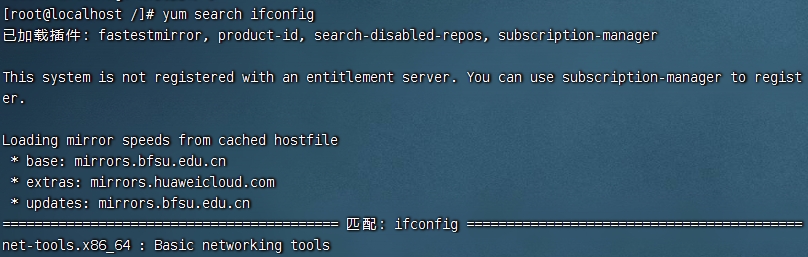 [root@localhost /]# yum search ifconfig
已加载插件: fastestmirror, product-id, search-disabled-repos, subscription-manager
This system is not registered with an entitlement server. You can use subscription-manager to regist
er.
Loading mirror speeds from cached hostfile
 * base: mirrors.bfsu.edu.cn
 * extras: mirrors.huaweicloud.com
 * updates: mirrors.bfsu.edu.cn
========================================== 匹配: ifconfig ==========================================
net-tools.x86_64 : Basic networking tools